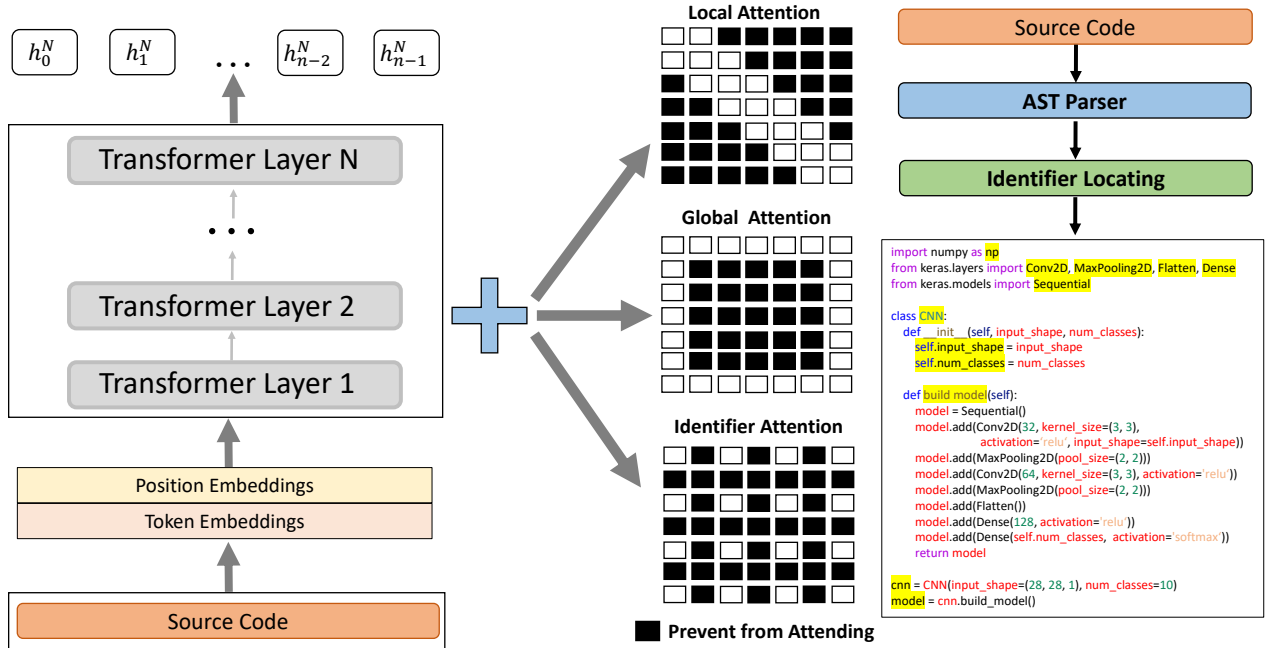 h_0^N
h_1^N
...
h_{n-2}^N
h_{n-1}^N
Transformer Layer N
...
Transformer Layer 2
Transformer Layer 1
Position Embeddings
Token Embeddings
Source Code
Local Attention
Global Attention
Identifier Attention
Prevent from Attending
Source Code
AST Parser
Identifier Locating
import numpy as np
from keras.layers import Conv2D, MaxPooling2D, Flatten, Dense
from keras.models import Sequential
class CNN:
def __init__(self, input_shape, num_classes):
self.input_shape = input_shape
self.num_classes = num_classes
def build model(self):
model = Sequential()
model.add(Conv2D(32, kernel_size=(3, 3),
activation='relu', input_shape=self.input_shape))
model.add(MaxPooling2D(pool_size=(2, 2)))
model.add(Conv2D(64, kernel_size=(3, 3), activation='relu'))
model.add(MaxPooling2D(pool_size=(2, 2)))
model.add(Flatten())
model.add(Dense(128, activation='relu'))
model.add(Dense(self.num_classes, activation='softmax'))
return model
cnn = CNN(input_shape=(28, 28, 1), num_classes=10)
model = cnn.build_model()